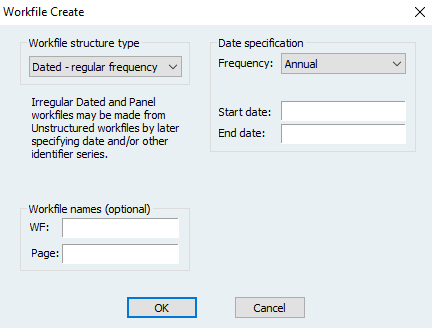 Workfile Create
Workfile structure type
Dated - regular frequency
Irregular Dated and Panel
workfiles may be made from
Unstructured workfiles by later
specifying date and/or other
identifier series.
Date specification
Frequency: Annual
Start date:
End date:
Workfile names (optional)
WF:
Page:
OK
Cancel